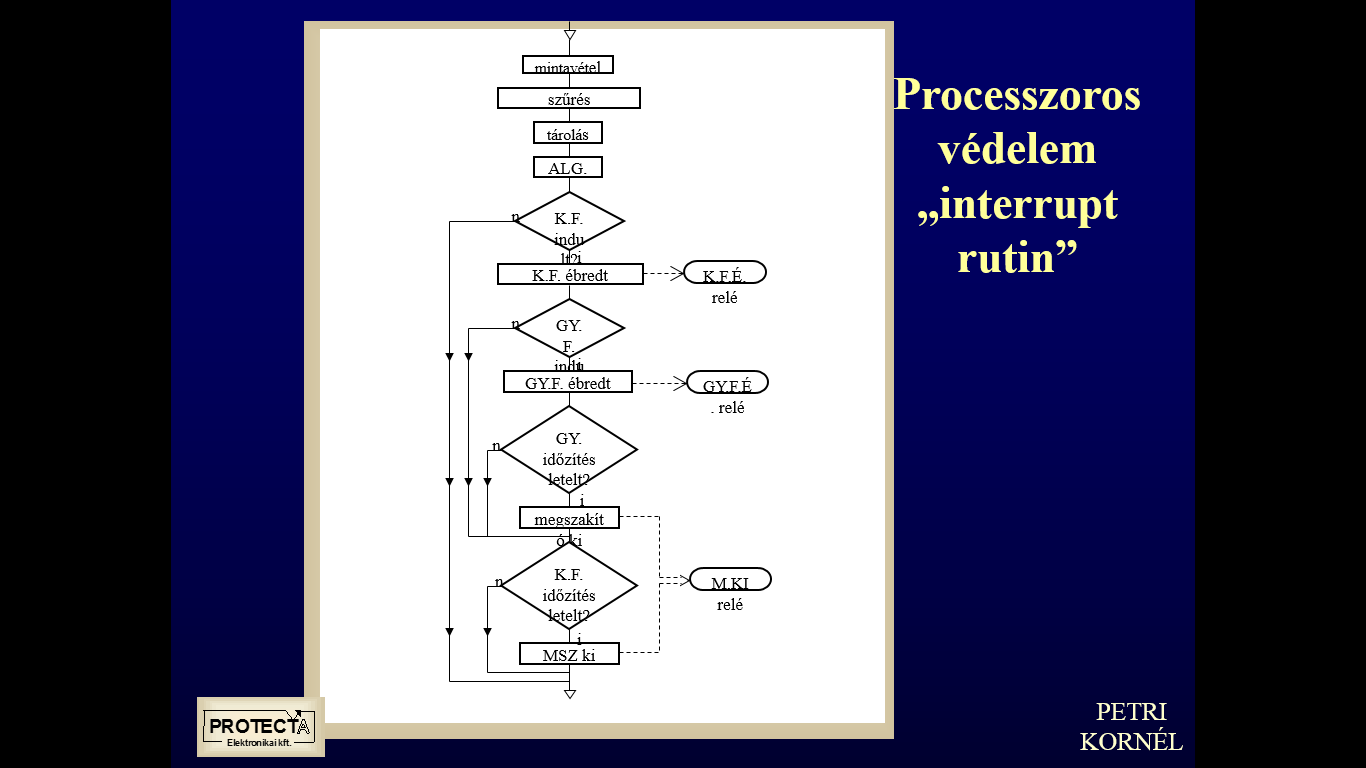 mintavétel
szűrés
tárolás
ALG.
n
K.F.
indu
lt?
i
K.F. ébredt
K.F.É.
relé
n
GY.
F.
indu
i
GY.F. ébredt
GY.F.É
. relé
n
GY.
időzítés
letelt?
i
megszakít
ó ki
n
K.F.
időzítés
letelt?
i
M.KI
relé
MSZ ki
Processzoros
védelem
„interrupt
rutin”
PROTECTA
Elektronikai kft.
PETRI
KORNÉL